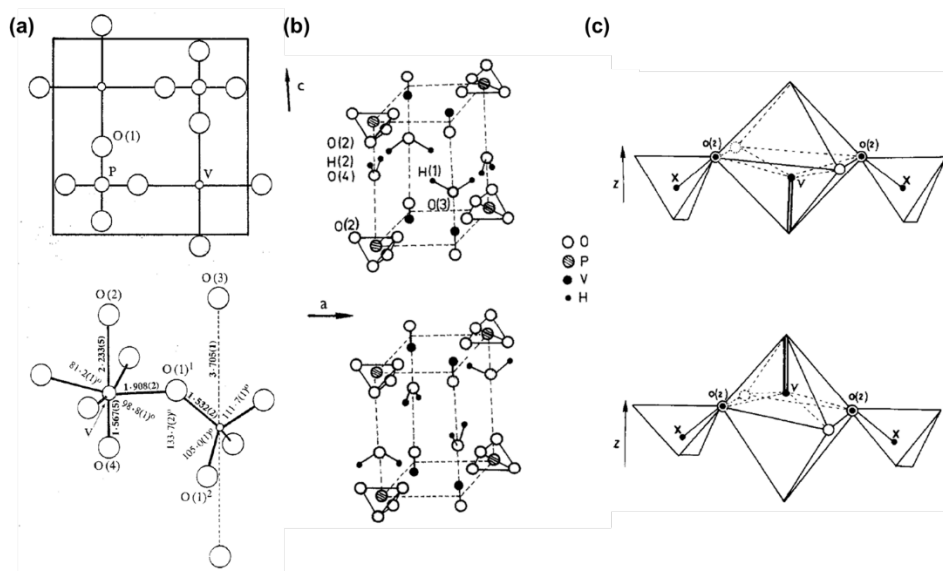 (a)
O(1)
P
V
O(2)
O(3)
81·2(1)°
2·233(5)
O(1)¹
1·908(2)
98·8(1)°
V
1·567(5)
O(4)
3·705(1)
1·532(2)
111·7(1)°
133·7(2)°
105·0(1)°
O(1)²
(b)
c
O(2)
H(2)
O(4)
H(1)
O(3)
O(2)
O
P
V
H
a
(c)
O(2)
O(2)
X
V
X
Z
O(2)
V
O(2)
X
X
Z